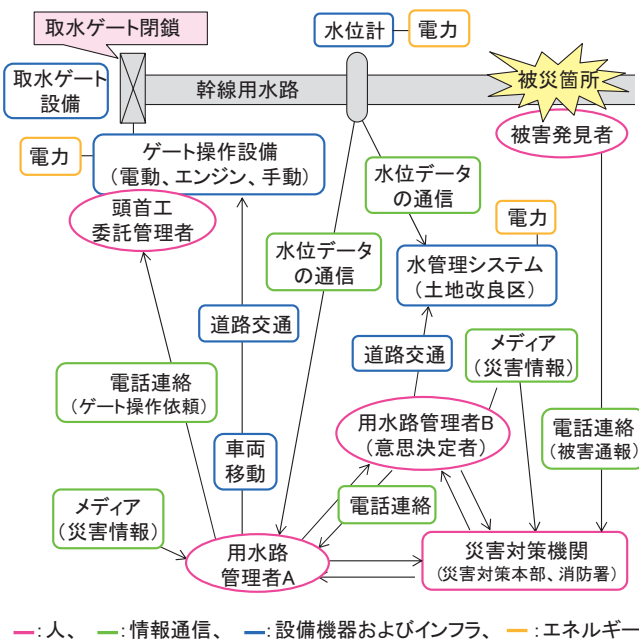 取水ゲート閉鎖
水位計
電力
取水ゲート
設備
幹線用水路
被災箇所
被害発見者
電力
ゲート操作設備
(電動、エンジン、手動)
水位データ
の通信
頭首工
委託管理者
電力
水位データ
の通信
水管理システム
(土地改良区)
道路交通
道路交通
メディア
(災害情報)
電話連絡
(ゲート操作依頼)
用水路管理者B
(意思決定者)
電話連絡
(被害通報)
車両
移動
メディア
(災害情報)
電話連絡
用水路
管理者A
災害対策機関
(災害対策本部、消防署)
―:人、 ―:情報通信、 ―:設備機器およびインフラ、 ―:エネルギー